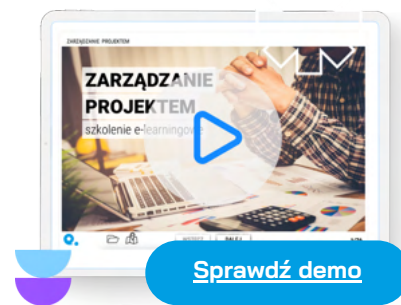 ZARZĄDZANIE PROJEKTEM
ZARZĄDZANIE
PROJEKTEM
szkolenie e-learningowe
DALEJ
Sprawdź demo